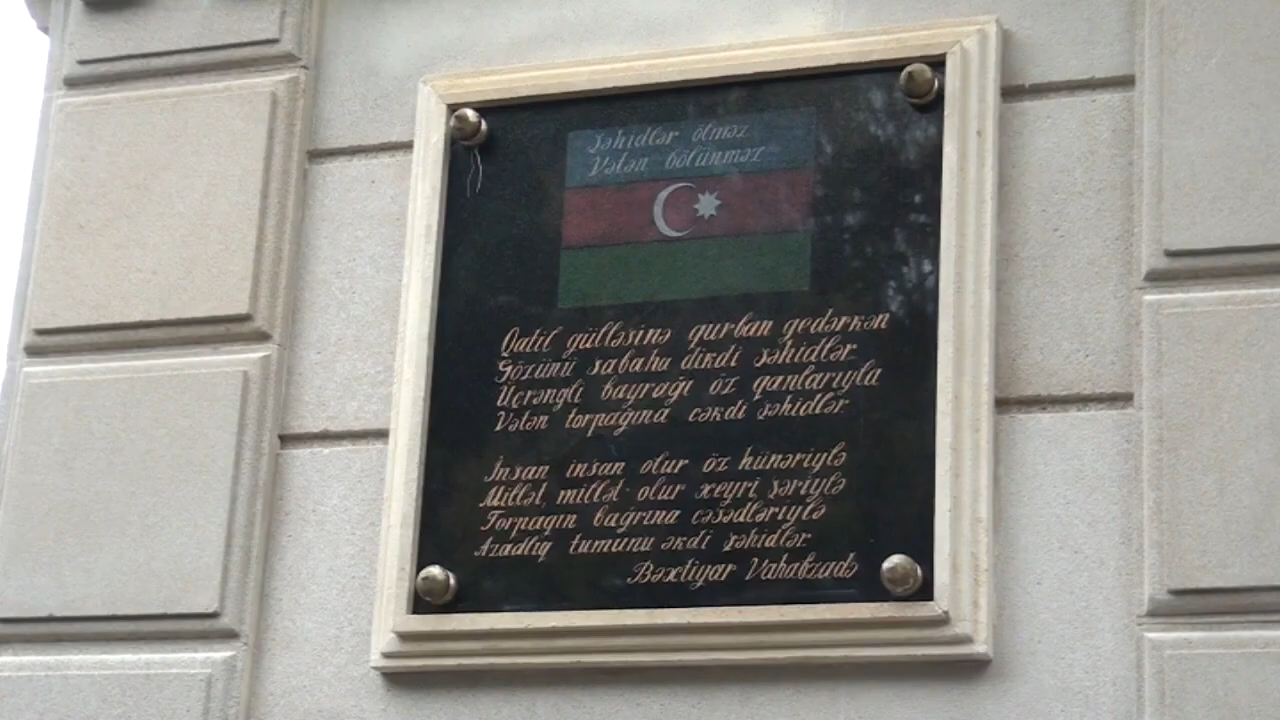 Şəhidlər ölməz
Vətən bölünməz
Qatil gülləsinə qurban gedərkən
Gözünü sabaha dikdi şəhidlər
Üçrəngli bayrağı öz qanlarıyla
Vətən torpağına çəkdi şəhidlər
İnsan insan olur öz hünəriylə
Millət, millət olur xeyri, şəriylə
Torpaqın bağrına cəsədləriylə
Azadlıq tumunu əkdi şəhidlər
Bəxtiyar Vahabzadə